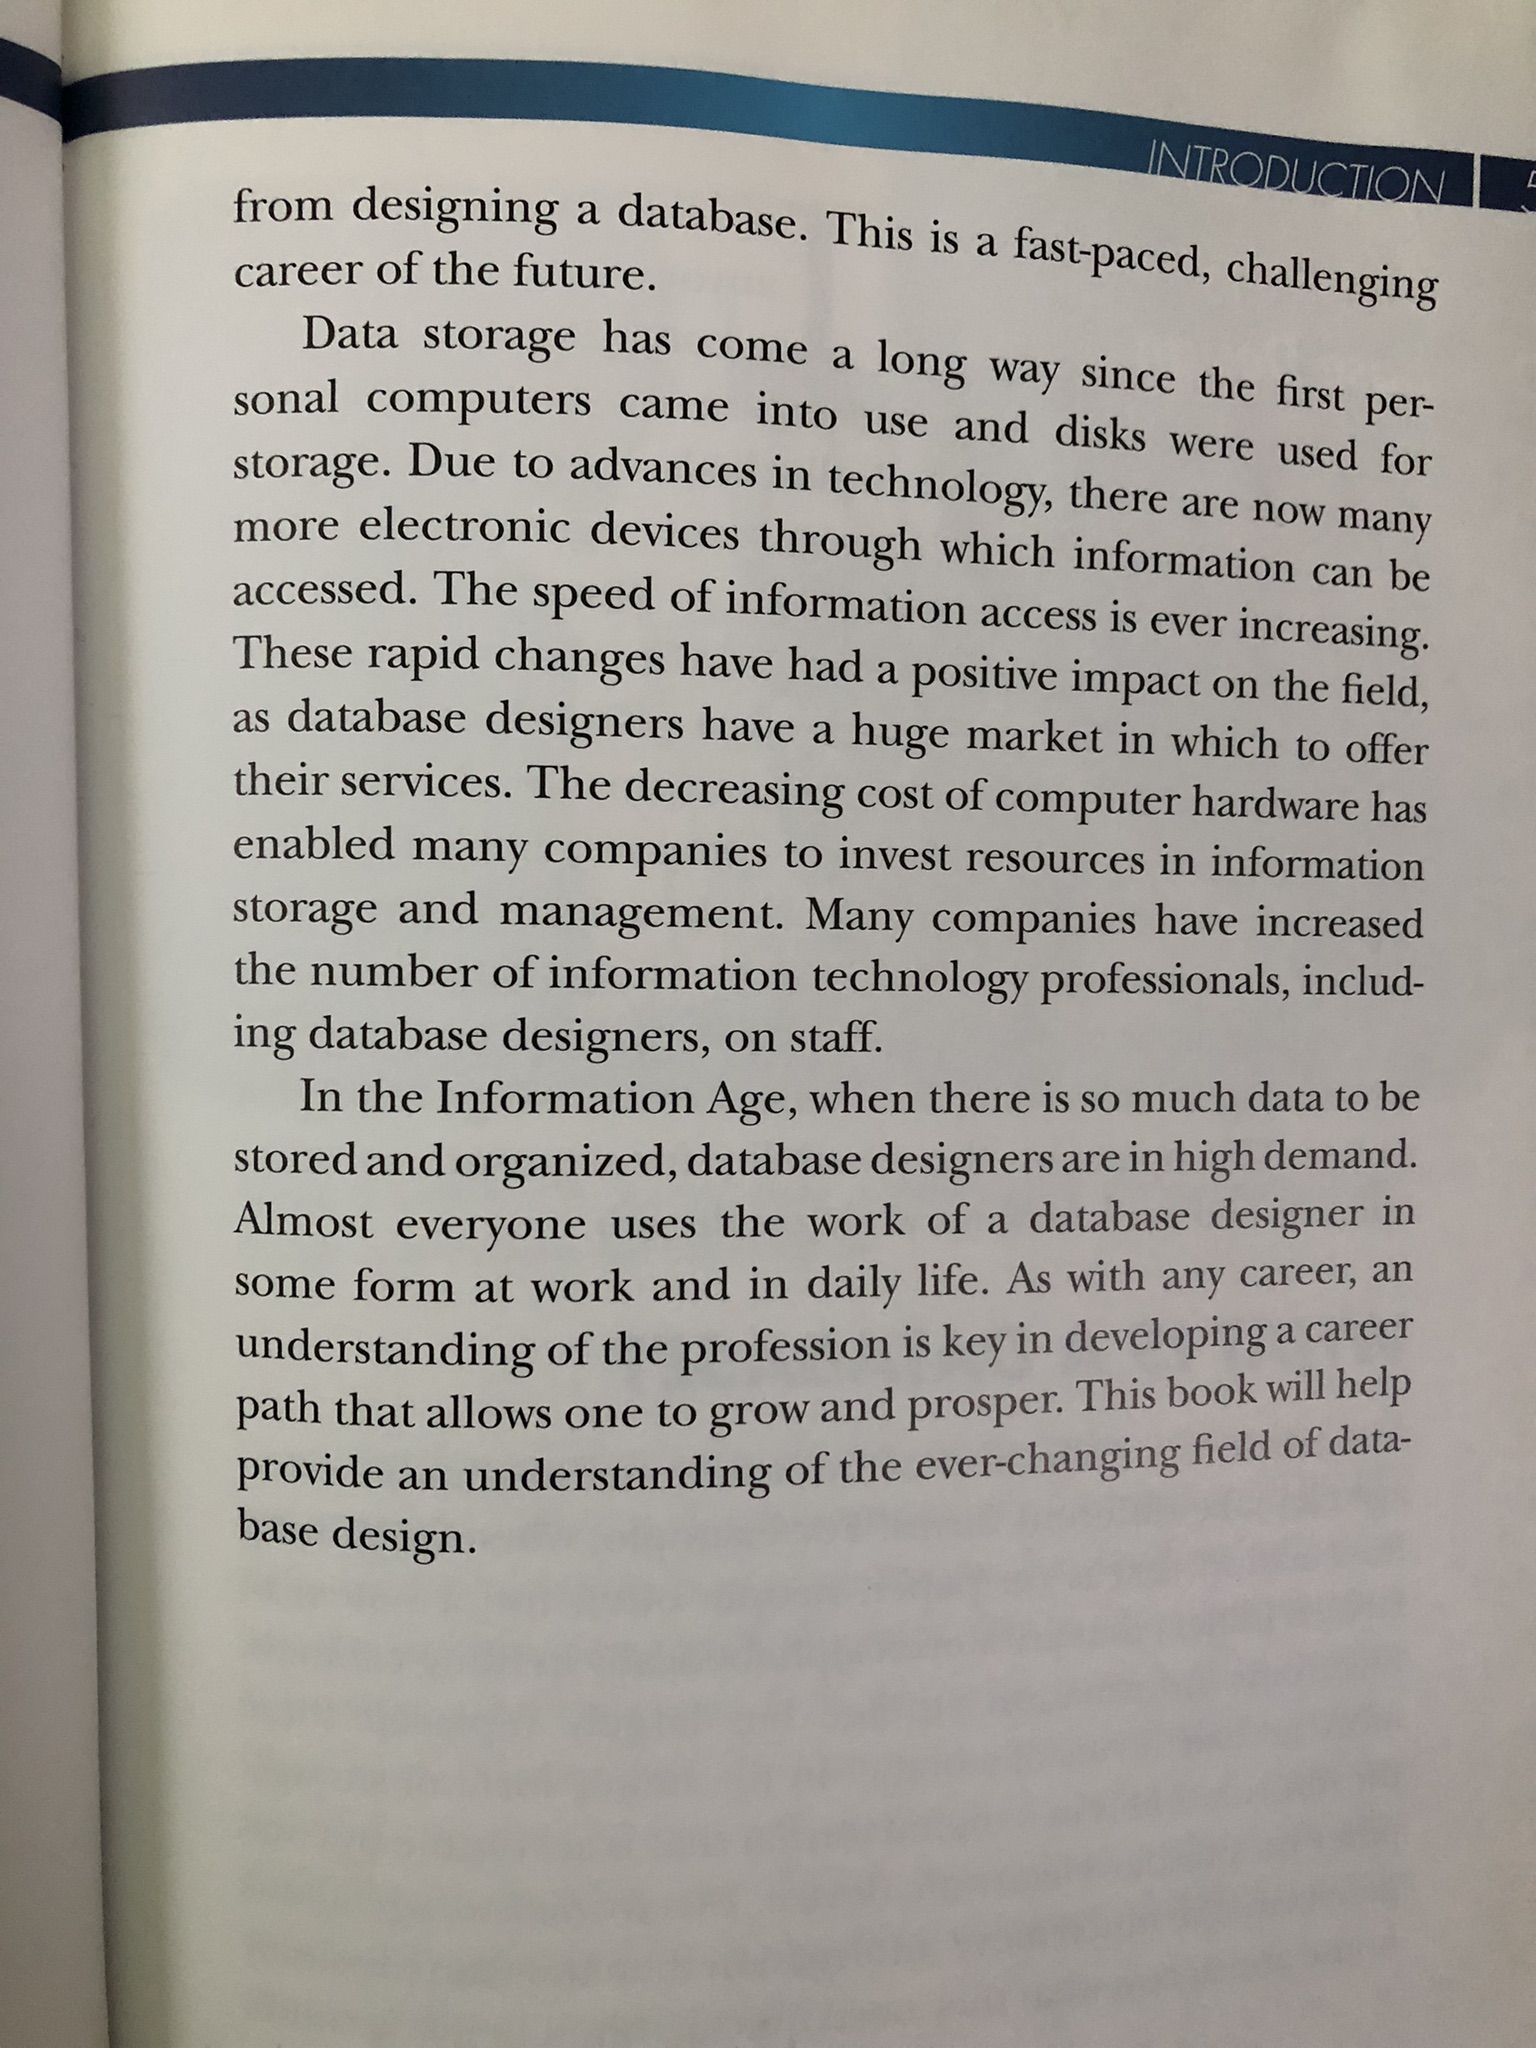 INTRODUCTION 5
from designing a database. This is a fast-paced, challenging
career of the future.
Data storage has come a long way since the first per-
sonal computers came into use and disks were used for
storage. Due to advances in technology, there are now many
more electronic devices through which information can be
accessed. The speed of information access is ever increasing.
These rapid changes have had a positive impact on the field,
as database designers have a huge market in which to offer
their services. The decreasing cost of computer hardware has
enabled many companies to invest resources in information
storage and management. Many companies have increased
the number of information technology professionals, includ-
ing database designers, on staff.
In the Information Age, when there is so much data to be
stored and organized, database designers are in high demand.
Almost everyone uses the work of a database designer in
some form at work and in daily life. As with any career, an
understanding of the profession is key in developing a career
path that allows one to grow and prosper. This book will help
provide an understanding of the ever-changing field of data-
base design.